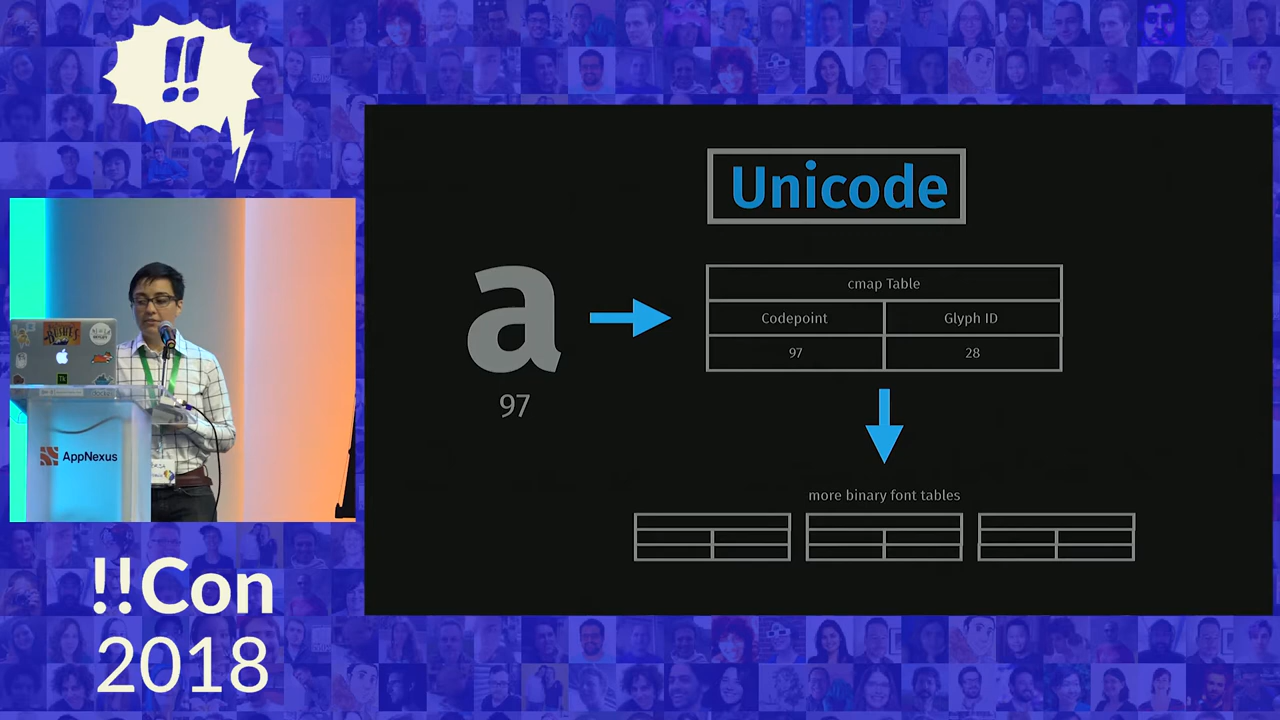 !!
Unicode
cmap Table
Codepoint Glyph ID
97 28
a
97
more binary font tables
AppNexus
!!Con
2018